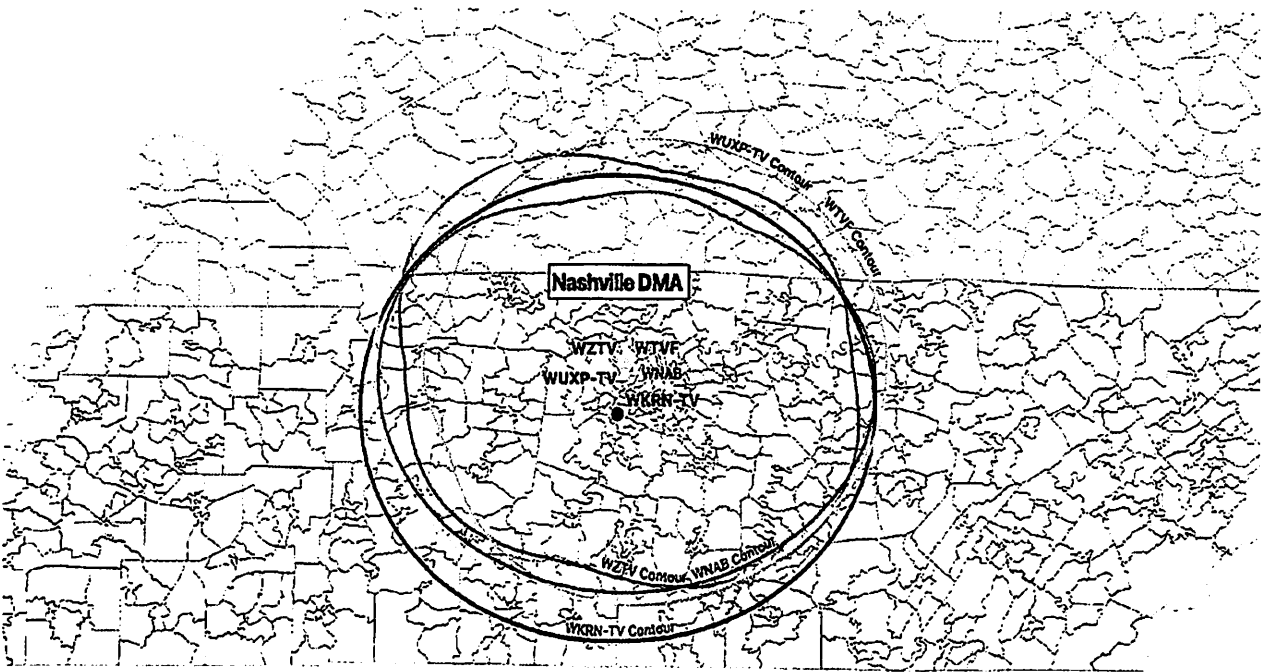 WUXP-TV Contour
WTVF Contour
Nashville DMA
WZTV WTVF
WUXP-TV WNAB
WKRN-TV
WZTV Contour WNAB Contour
WKRN-TV Contour